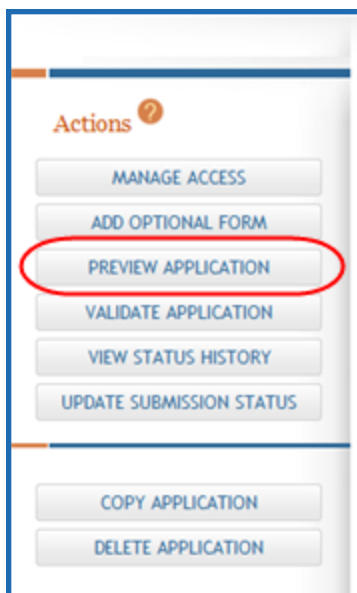 Actions ?
MANAGE ACCESS
ADD OPTIONAL FORM
PREVIEW APPLICATION
VALIDATE APPLICATION
VIEW STATUS HISTORY
UPDATE SUBMISSION STATUS
COPY APPLICATION
DELETE APPLICATION